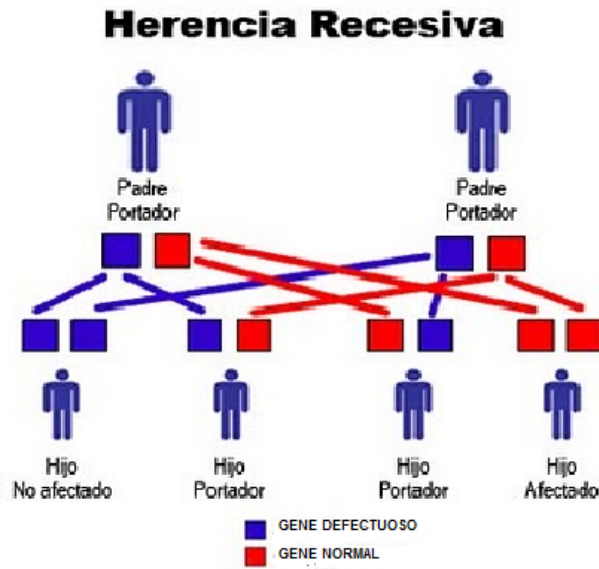 Herencia Recesiva
Padre
Portador
Padre
Portador
Hijo
No afectado
Hijo
Portador
Hijo
Portador
Hijo
Afectado
GENE DEFECTUOSO
GENE NORMAL